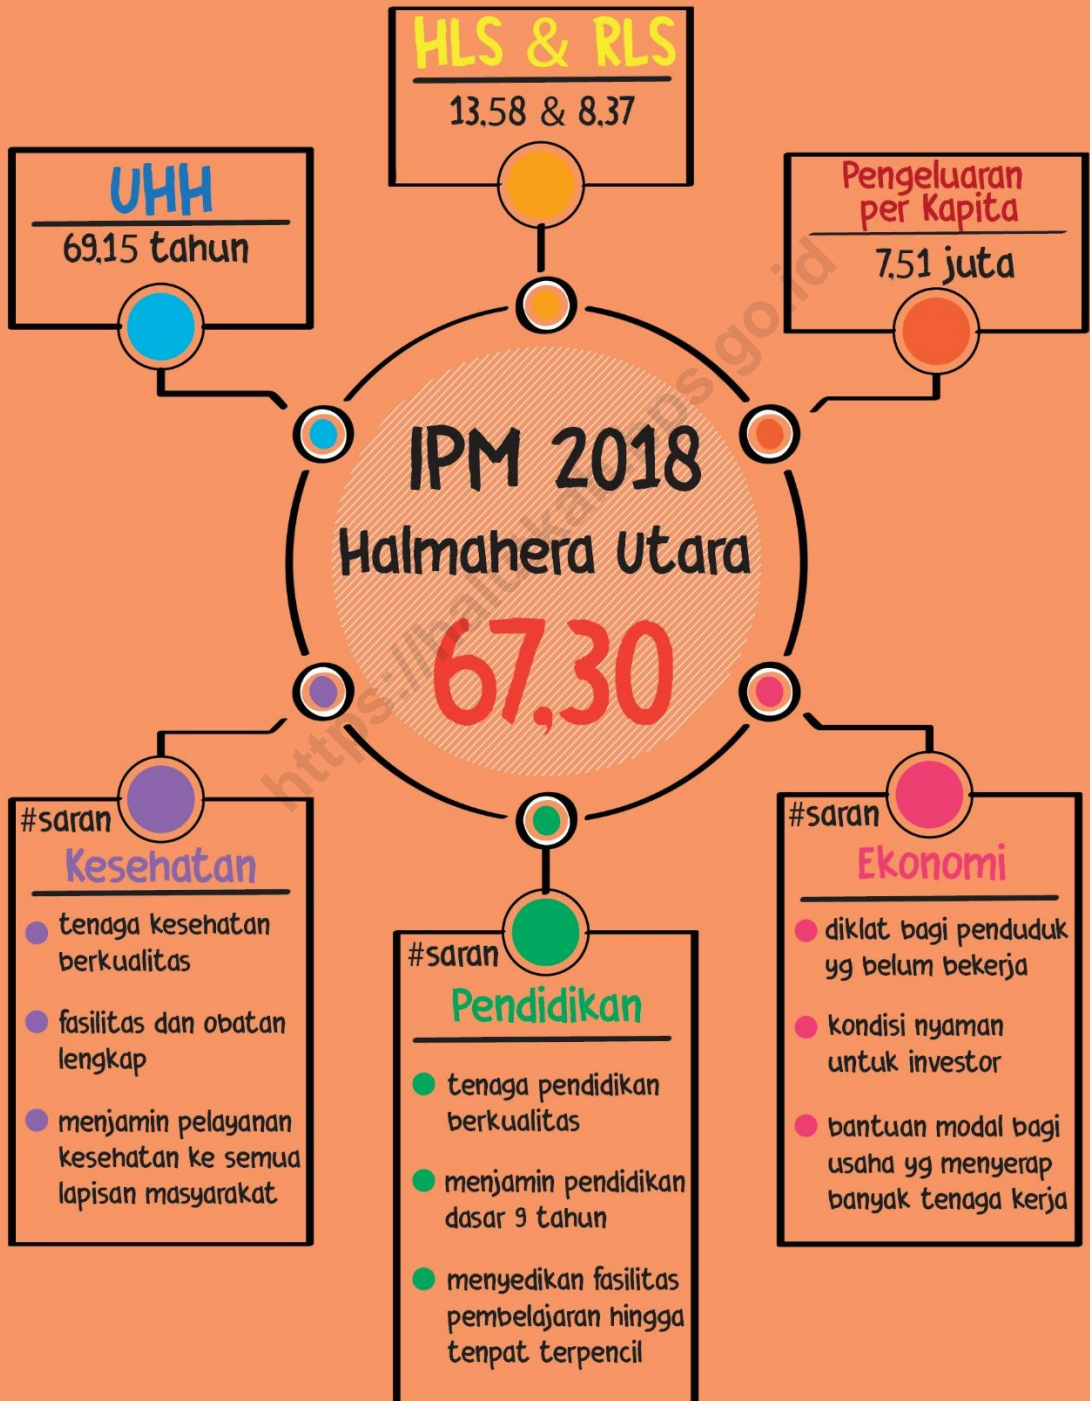 HLS & RLS
13,58 & 8,37
UHH
69,15 tahun
Pengeluaran
per Kapita
7,51 juta
IPM 2018
Halmahera Utara
67,30
#saran
Kesehatan
tenaga kesehatan
berkualitas
fasilitas dan obatan
lengkap
menjamin pelayanan
kesehatan ke semua
lapisan masyarakat
#saran
Pendidikan
tenaga pendidikan
berkualitas
menjamin pendidikan
dasar 9 tahun
menyedikan fasilitas
pembelajaran hingga
tenpat terpencil
#saran
Ekonomi
diklat bagi penduduk
yg belum bekerja
kondisi nyaman
untuk investor
bantuan modal bagi
usaha yg menyerap
banyak tenaga kerja